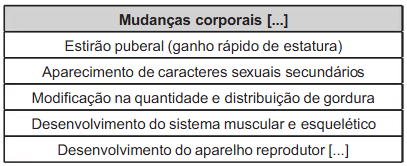 Mudanças corporais [...]
Estirão puberal (ganho rápido de estatura)
Aparecimento de caracteres sexuais secundários
Modificação na quantidade e distribuição de gordura
Desenvolvimento do sistema muscular e esquelético
Desenvolvimento do aparelho reprodutor [...]